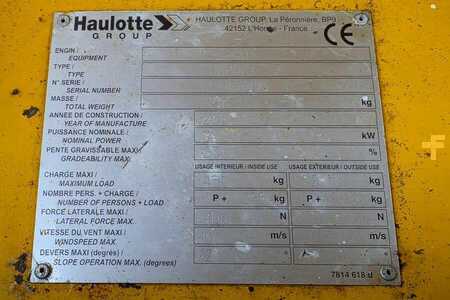 Haulotte
GROUP
HAULOTTE GROUP, La Péronnière, BP9
42152 L'Horme - France
CE
ENGIN /
EQUIPMENT
TYPE /
TYPE
N° SERIE /
SERIAL NUMBER
MASSE /
TOTAL WEIGHT
kg
ANNEE DE CONSTRUCTION /
YEAR OF MANUFACTURE
PUISSANCE NOMINALE /
NOMINAL POWER
kW
PENTE GRAVISSABLE MAXI /
GRADEABILITY MAX.
%
USAGE INTERIEUR / INSIDE USE
USAGE EXTERIEUR / OUTSIDE USE
CHARGE MAXI /
MAXIMUM LOAD
kg kg
NOMBRE PERS. + CHARGE /
NUMBER OF PERSONS + LOAD
P + kg P + kg
FORCE LATERALE MAXI /
LATERAL FORCE MAX.
N N
VITESSE DU VENT MAXI /
WINDSPEED MAX.
m/s m/s
DEVERS MAXI (degrés) /
SLOPE OPERATION MAX. (degrees)
7814 618 d
F